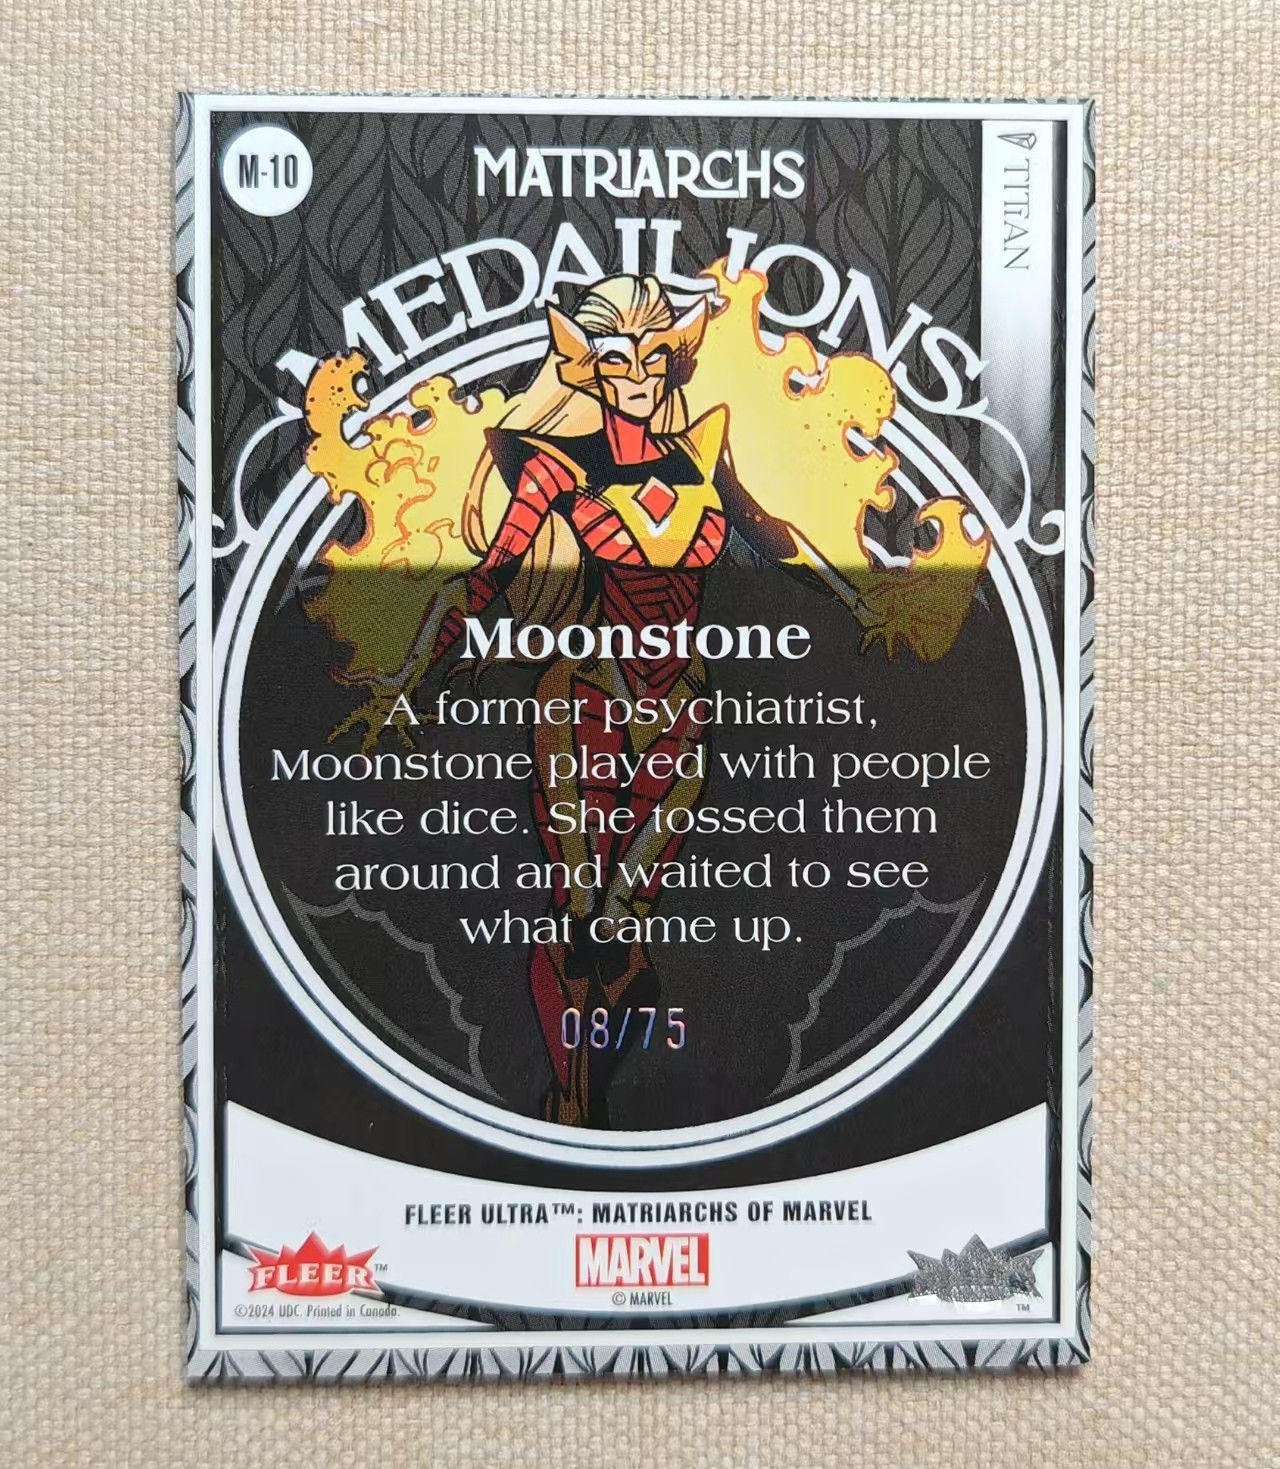 M-10
MATRIARCHS
TITAN
MEDALLIONS
Moonstone
A former psychiatrist,
Moonstone played with people
like dice. She tossed them
around and waited to see
what came up.
08/75
FLEER ULTRA™: MATRIARCHS OF MARVEL
FLEER™
MARVEL
© MARVEL
©2024 UDC. Printed in Canada.
TM